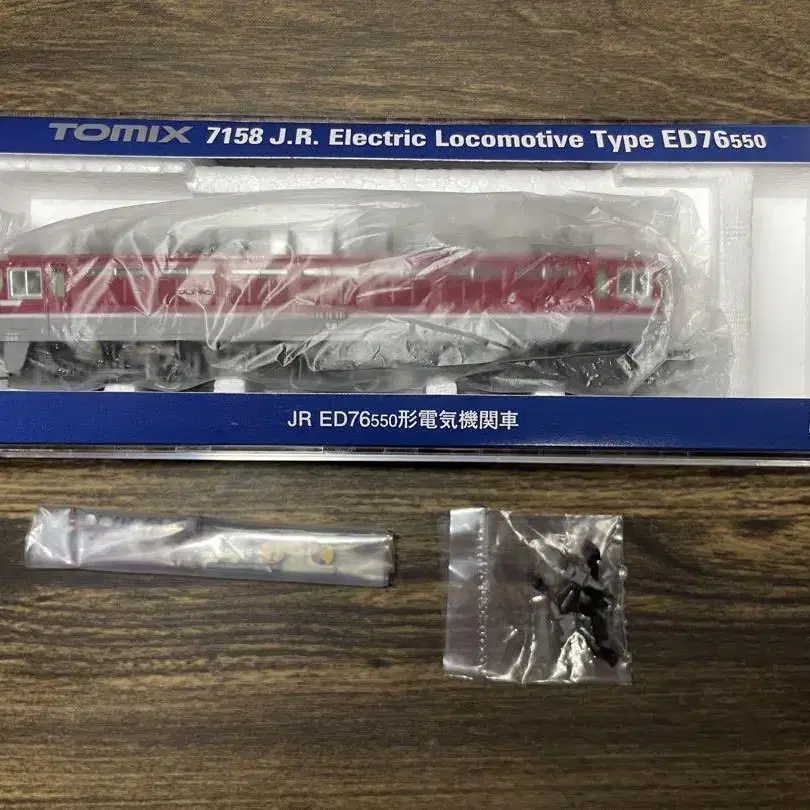 TOMIX 7158 J.R. Electric Locomotive Type ED76550
JR ED76550形電気機関車